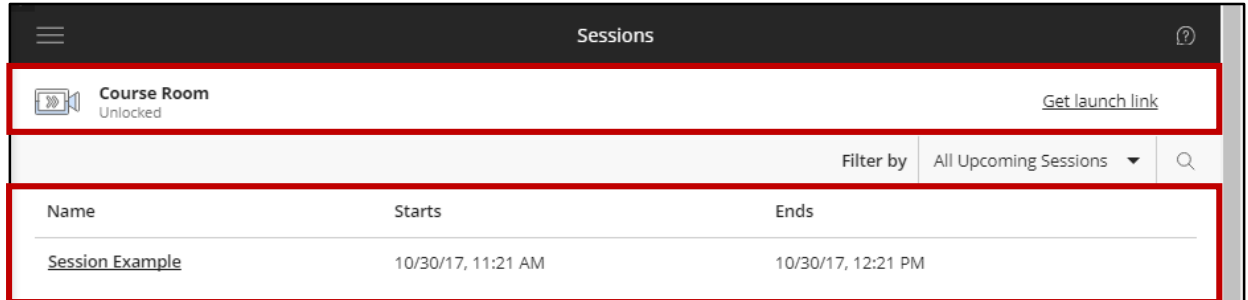 Sessions
Course Room
Unlocked
Get launch link
Filter by All Upcoming Sessions
Name Starts Ends
Session Example 10/30/17, 11:21 AM 10/30/17, 12:21 PM